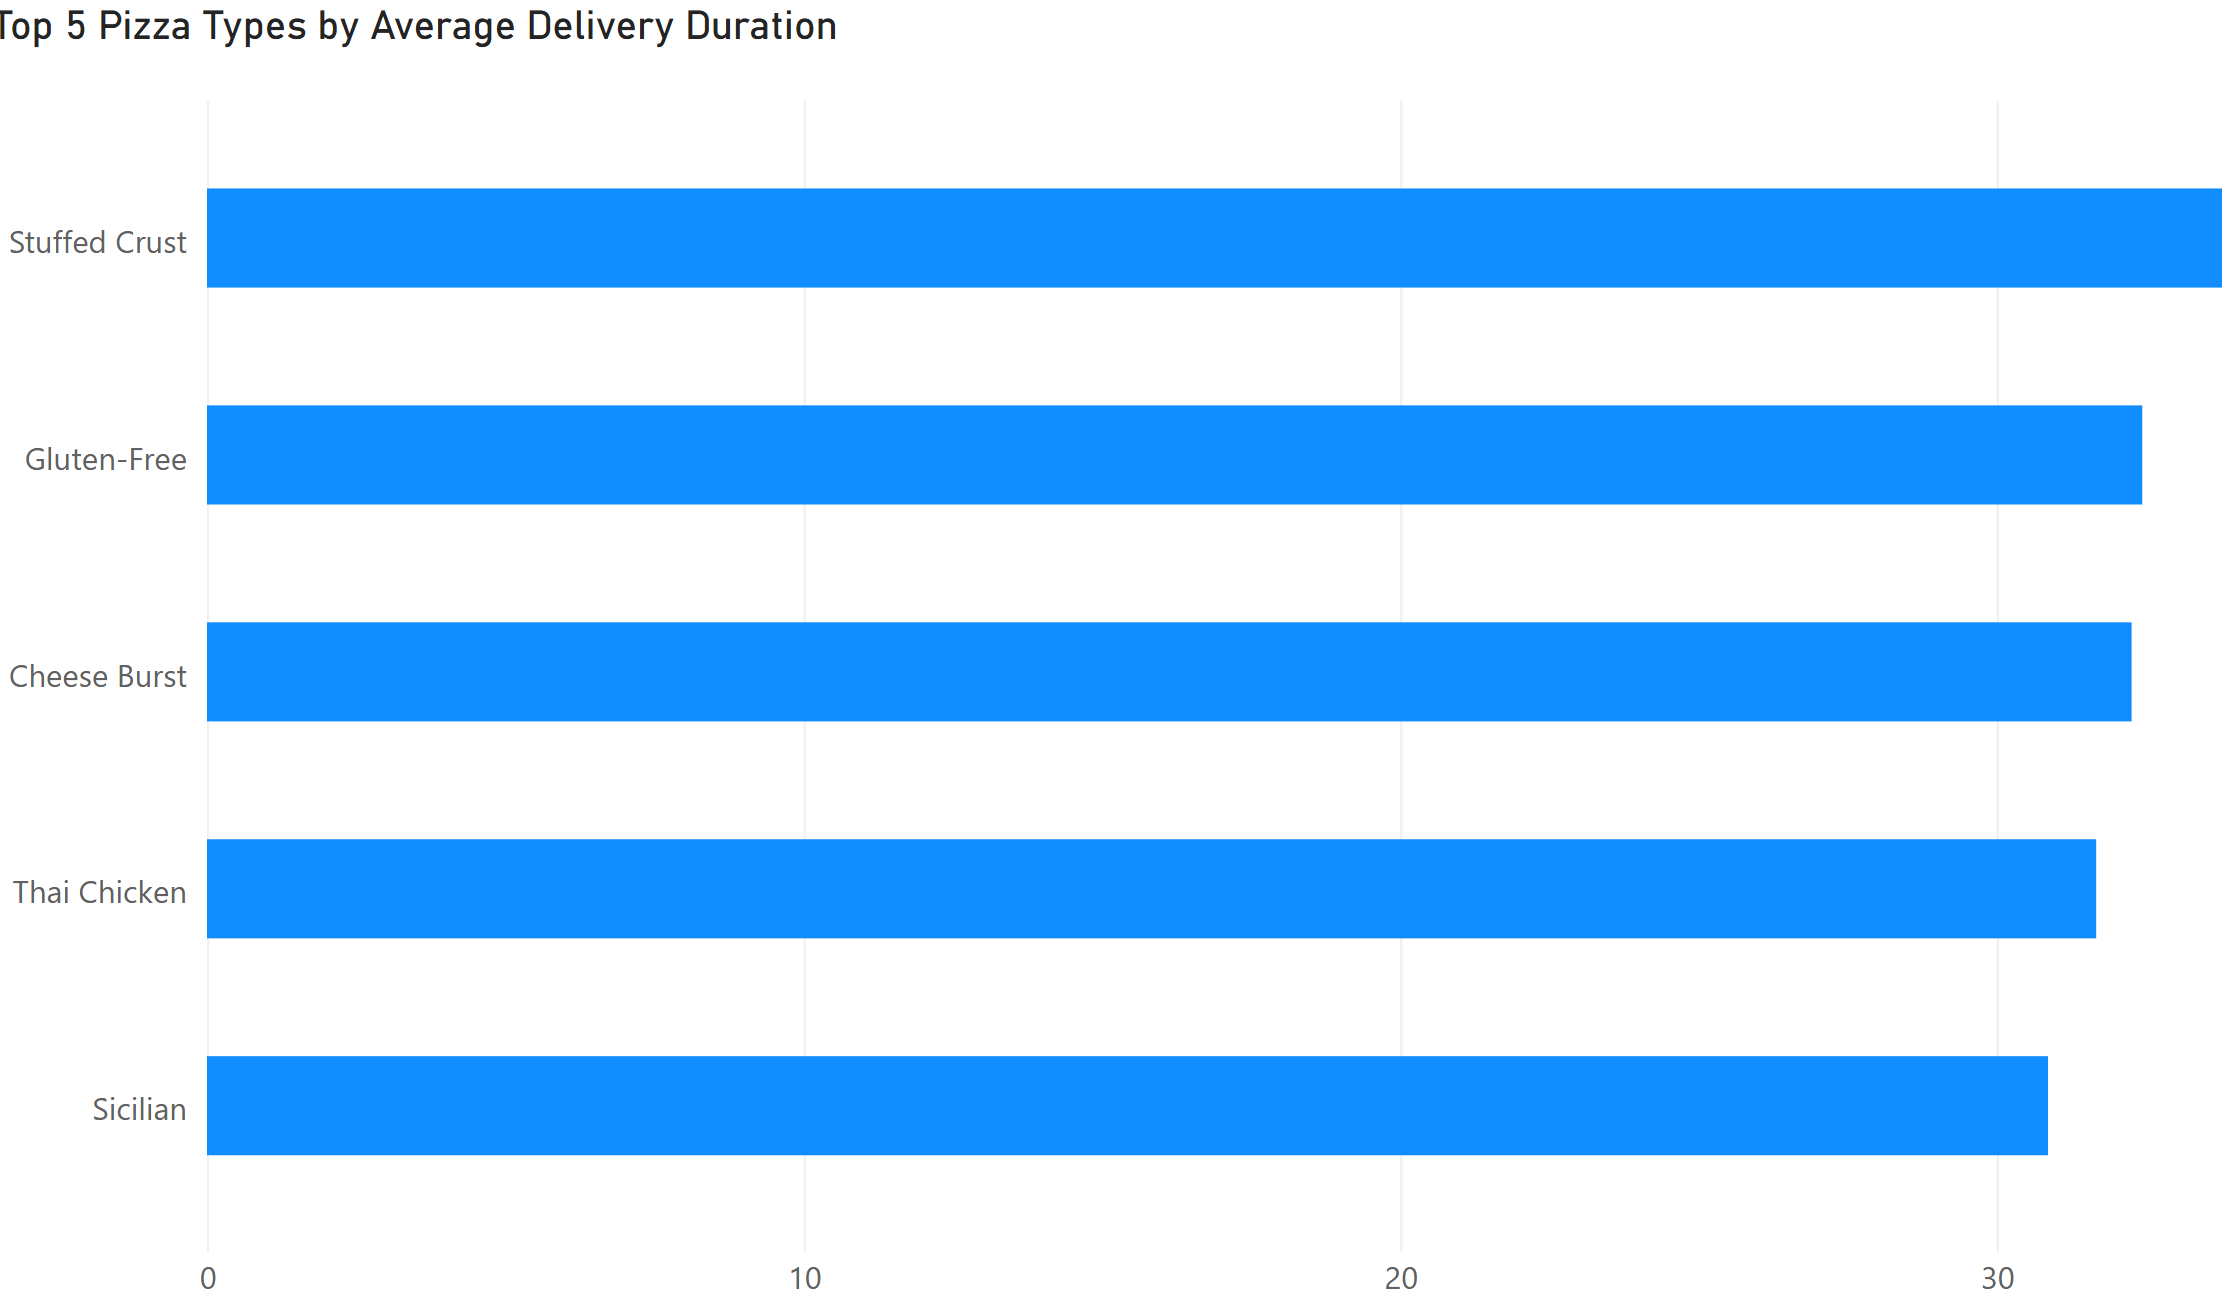 Top 5 Pizza Types by Average Delivery Duration
Stuffed Crust
Gluten-Free
Cheese Burst
Thai Chicken
Sicilian
0 10 20 30